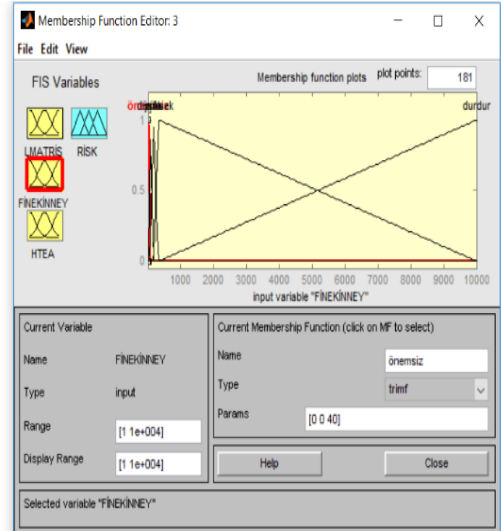 Membership Function Editor: 3
File Edit View
FIS Variables
Membership function plots plot points: 181
durdur
1
0.5
0
LMATRİS RİSK
FİNEKİNNEY
HTEA
1000 2000 3000 4000 5000 6000 7000 8000 9000 10000
input variable "FİNEKİNNEY"
Current Variable
Name FİNEKİNNEY
Type input
Range [1 1e+004]
Display Range [1 1e+004]
Current Membership Function (click on MF to select)
Name önemsiz
Type trimf
Params [0 0 40]
Help Close
Selected variable "FİNEKİNNEY"